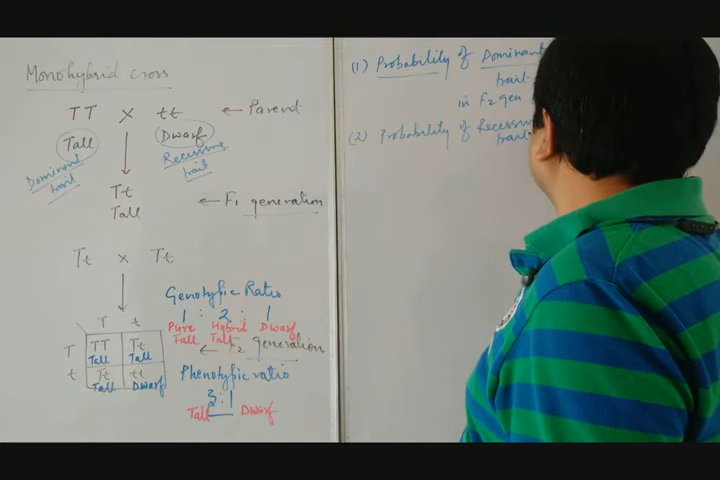 Monohybrid cross
TT × tt ← Parent
Tall Dwarf
Dominant trait
Recessive trait
Tt
Tall ← F1 generation
Tt × Tt
Genotypic Ratio
1 : 2 : 1
Pure Tall Hybrid Tall Dwarf
← F2 generation
T t
T TT Tt
Tall Tall
t Tt tt
Tall Dwarf
Phenotypic ratio
3 : 1
Tall Dwarf
(1) Probability of Dominant
trait
in F2 gen
(2) Probability of Recessive
trait